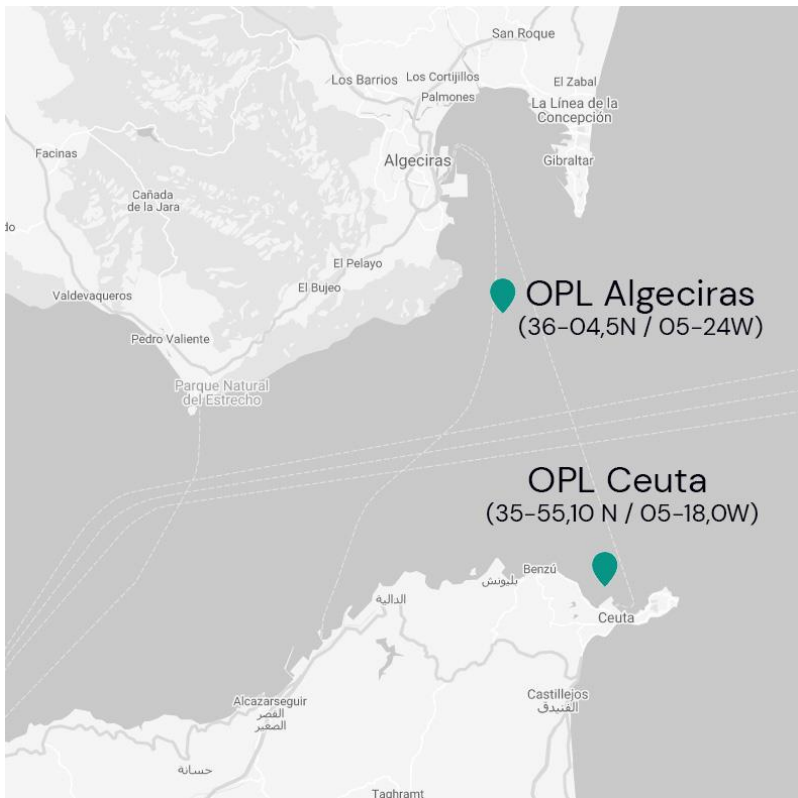 San Roque
Los Barrios
Los Cortijillos
Palmones
El Zabal
La Línea de la
Concepción
Facinas
Algeciras
Gibraltar
Cañada
de la Jara
do
El Pelayo
El Bujeo
Valdevaqueros
OPL Algeciras
(36-04,5N / 05-24W)
Pedro Valiente
Parque Natural
del Estrecho
OPL Ceuta
(35-55,10 N / 05-18,0W)
Benzú
بليونش
الدالية
Ceuta
Castillejos
الفنيدق
Alcazarseguir
القصر
الصغير
حسانة
Taghramt